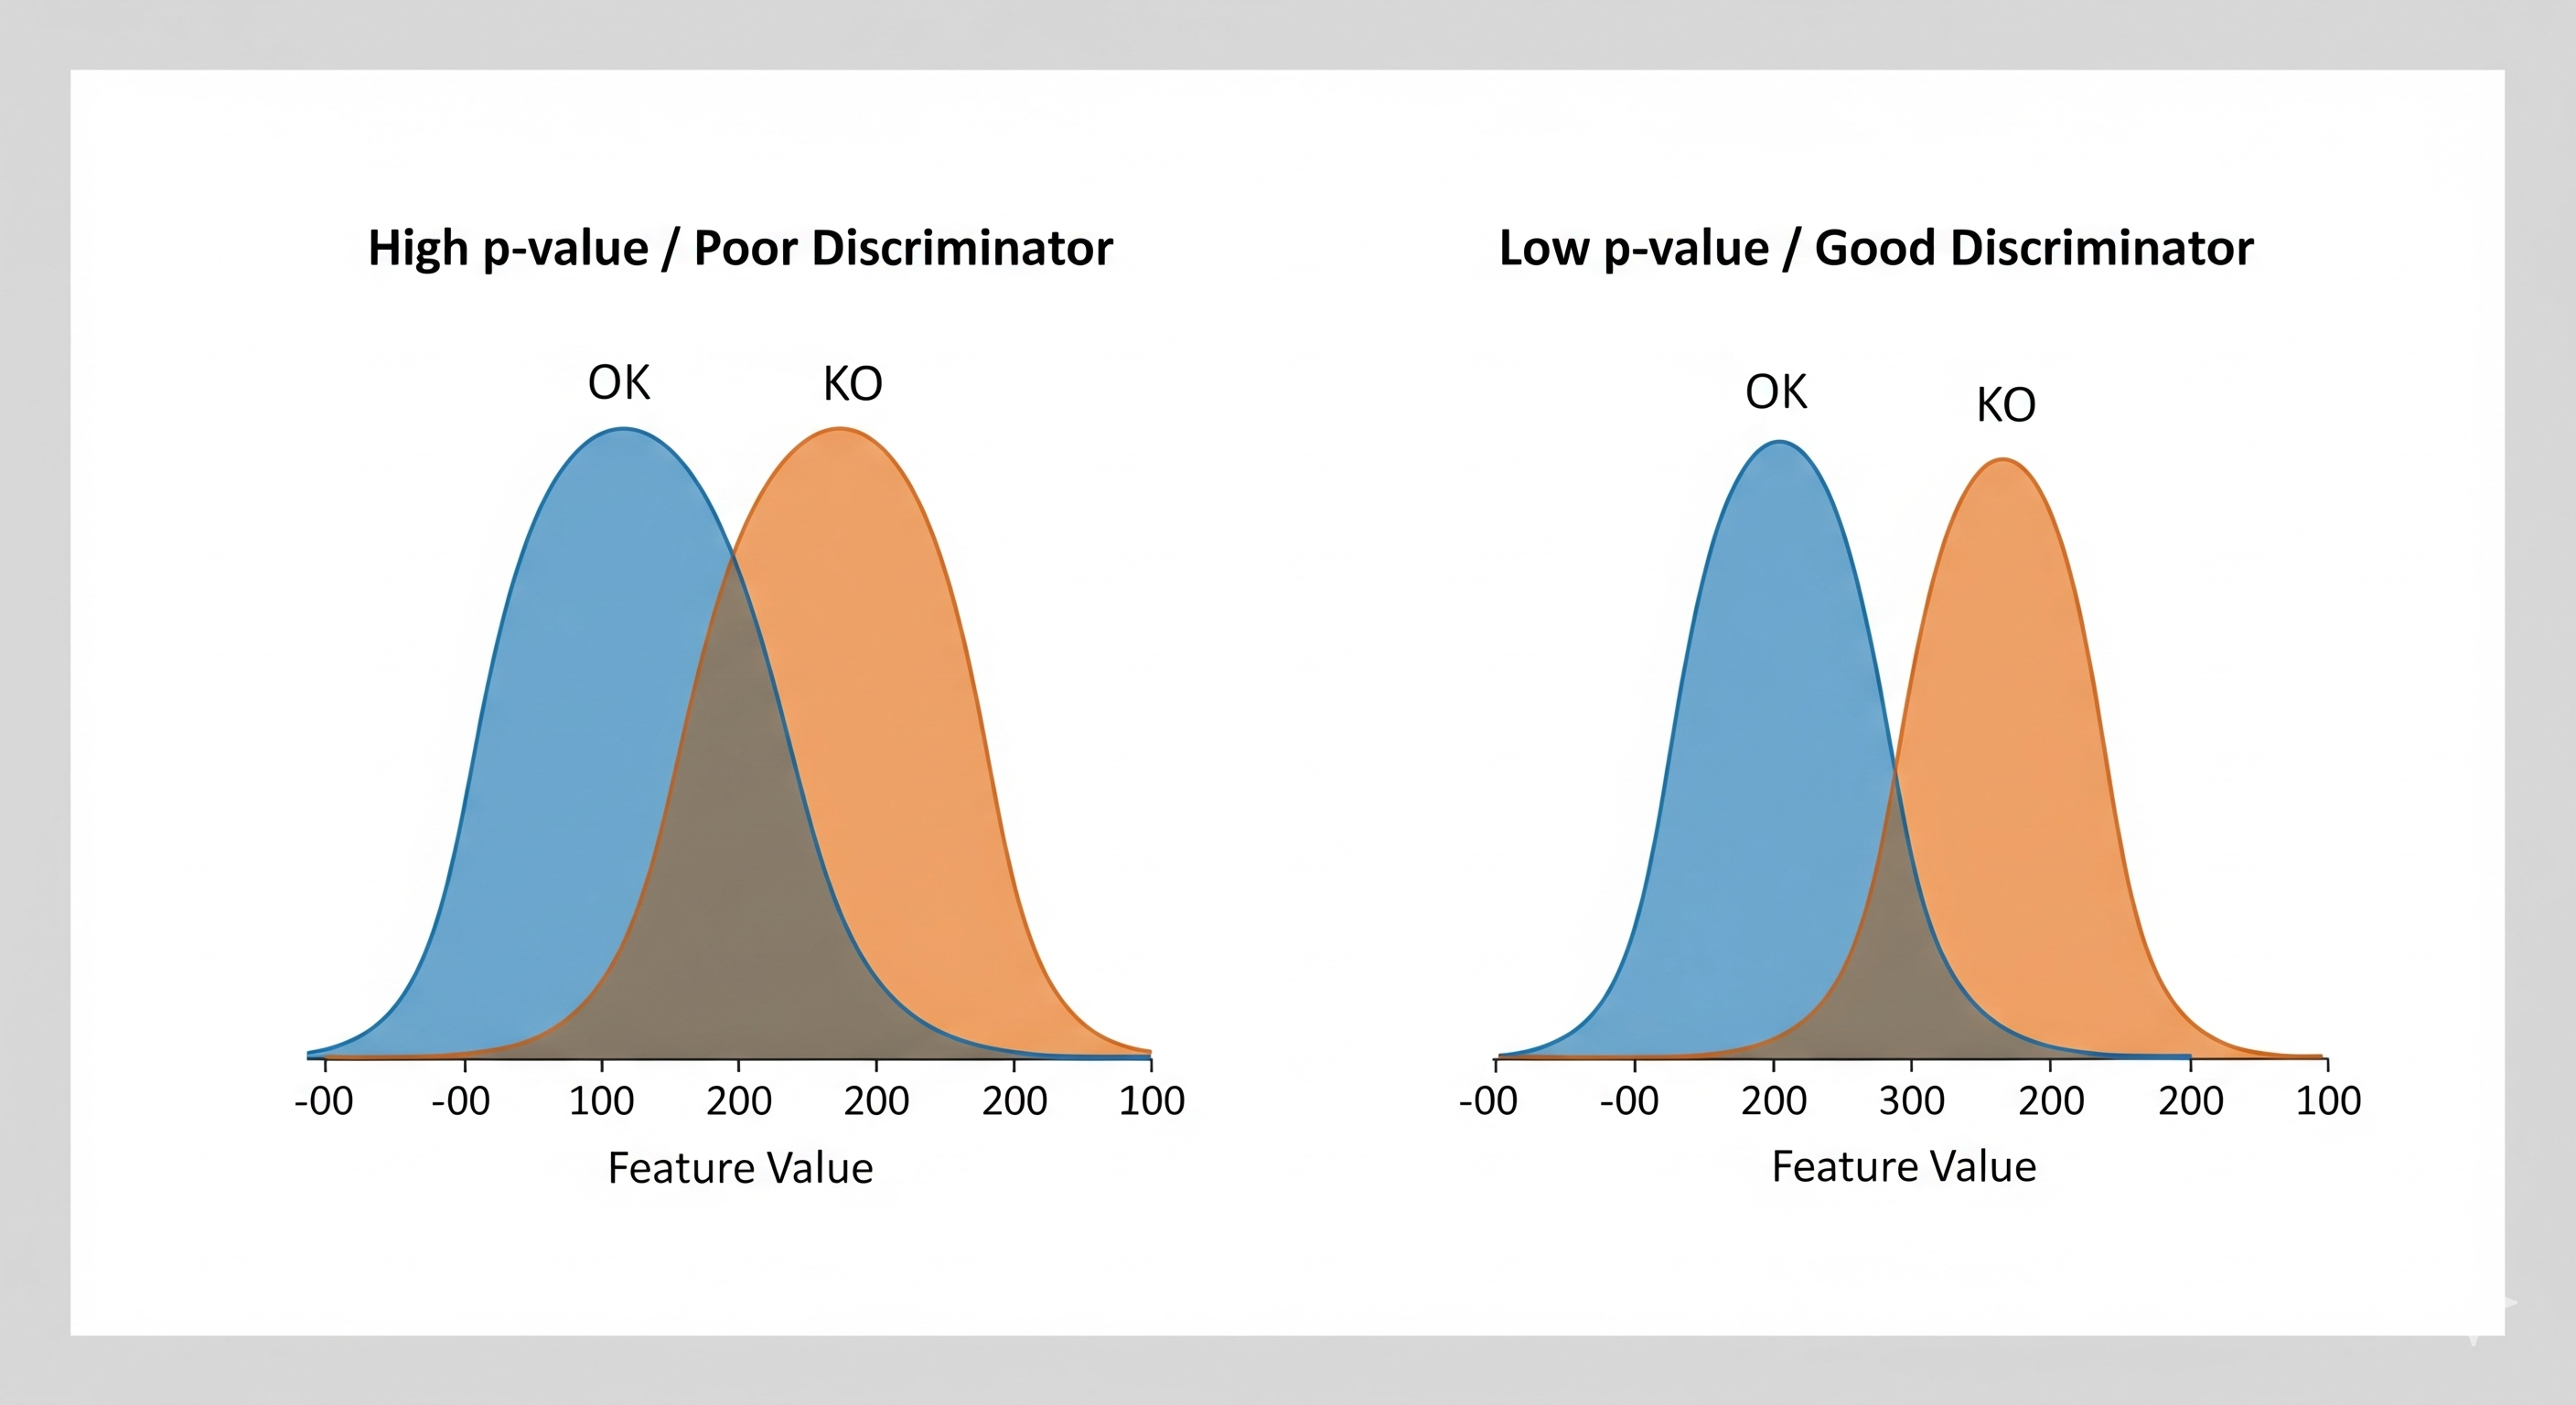 High p-value / Poor Discriminator
OK KO
-00 -00 100 200 200 200 100
Feature Value
Low p-value / Good Discriminator
OK KO
-00 -00 200 300 200 200 100
Feature Value